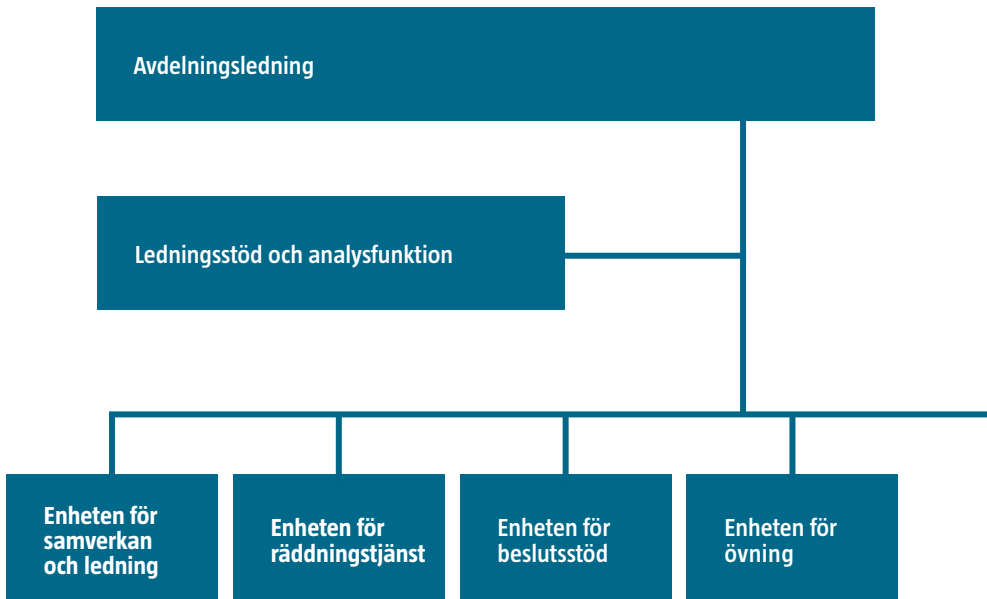 Avdelningsledning
Ledningsstöd och analysfunktion
Enheten för
samverkan
och ledning
Enheten för
räddningstjänst
Enheten för
beslutsstöd
Enheten för
övning